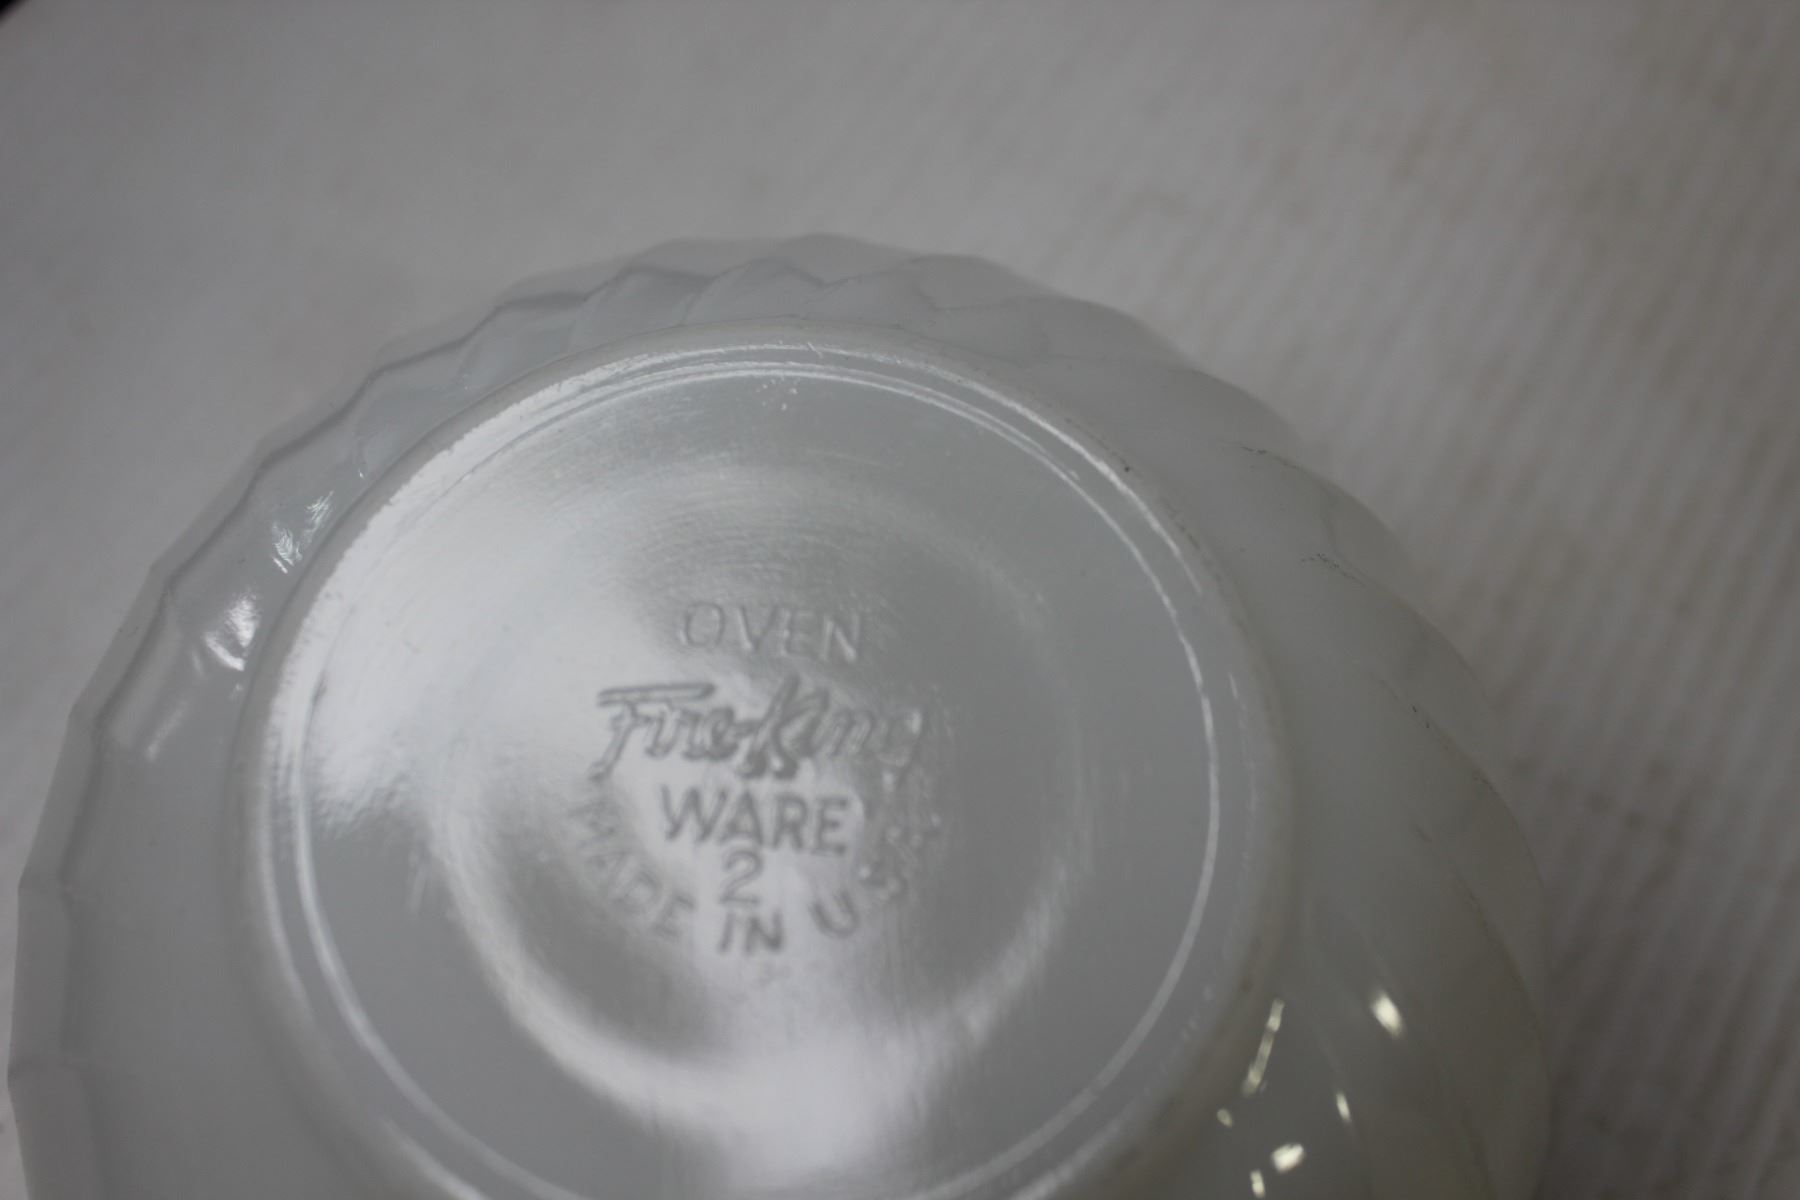 OVEN
Fire-King
WARE
2
MADE IN U.S.A.